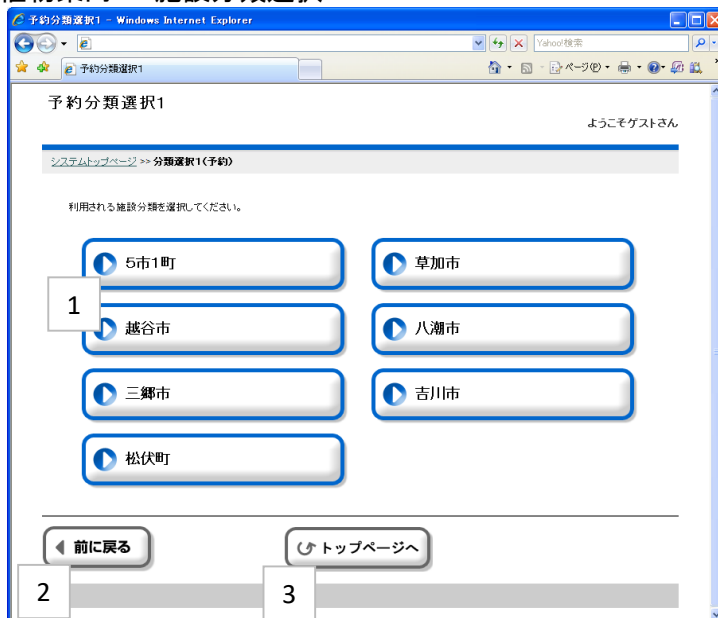 予約分類選択1 - Windows Internet Explorer
Yahoo!検索
予約分類選択1
ページ(P)
予約分類選択1
ようこそゲストさん
システムトップページ >> 分類選択1(予約)
利用される施設分類を選択してください。
5市1町
草加市
1
越谷市
八潮市
三郷市
吉川市
松伏町
前に戻る
トップページへ
2
3